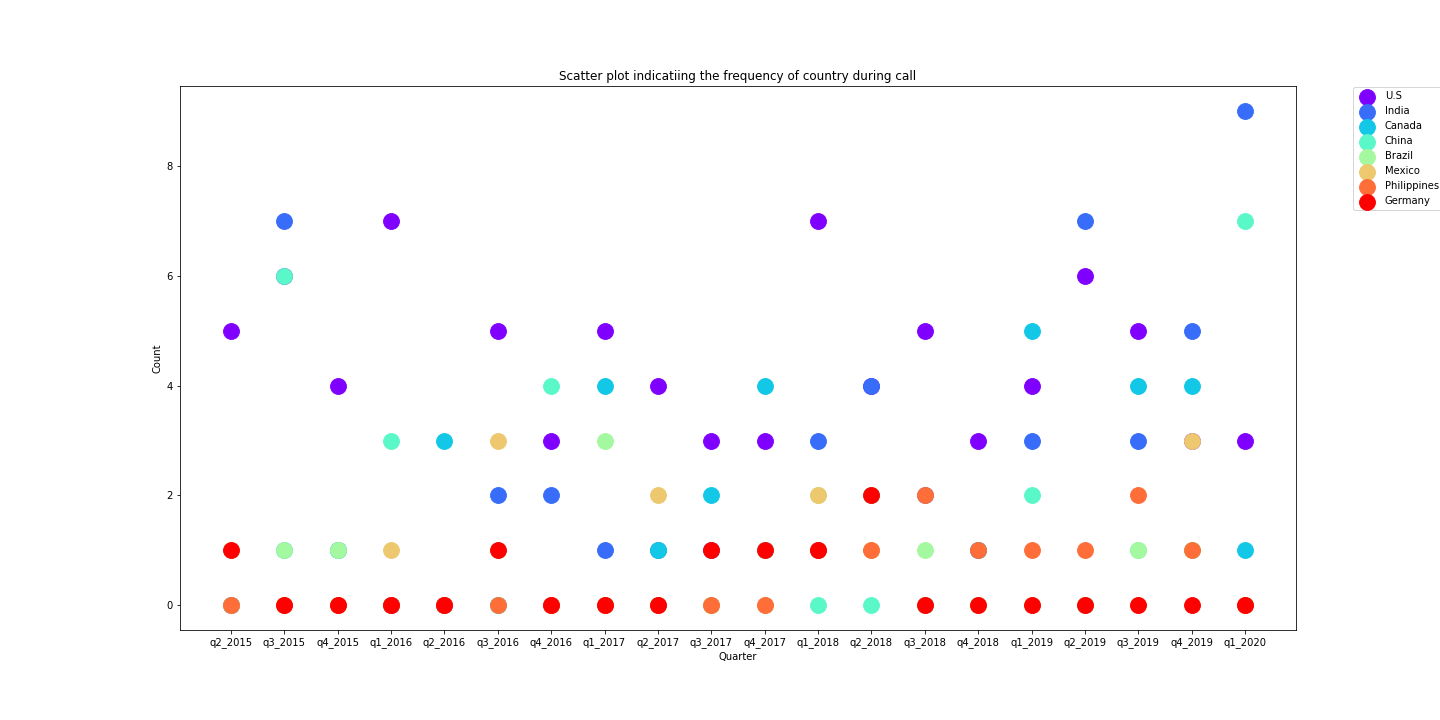 Scatter plot indicatiing the frequency of country during call
U.S
India
Canada
China
Brazil
Mexico
Philippines
Germany
Count
8
6
4
2
0
q2_2015 q3_2015 q4_2015 q1_2016 q2_2016 q3_2016 q4_2016 q1_2017 q2_2017 q3_2017 q4_2017 q1_2018 q2_2018 q3_2018 q4_2018 q1_2019 q2_2019 q3_2019 q4_2019 q1_2020
Quarter